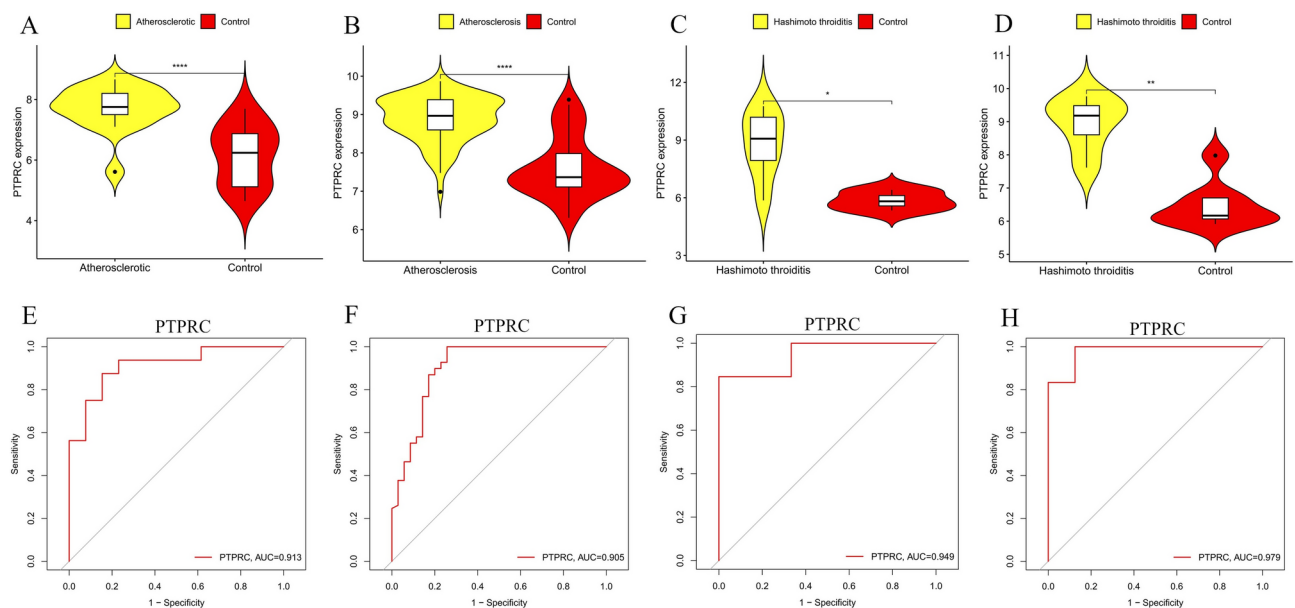 A
Atherosclerotic Control
PTPRC expression
8
6
4
****
Atherosclerotic Control
B
Atherosclerosis Control
PTPRC expression
10
9
8
7
6
****
Atherosclerosis Control
C
Hashimoto throiditis Control
PTPRC expression
12
9
6
3
*
Hashimoto throiditis Control
D
Hashimoto throiditis Control
PTPRC expression
11
10
9
8
7
6
5
**
Hashimoto throiditis Control
E
PTPRC
Sensitivity
1.0
0.8
0.6
0.4
0.2
0.0
PTPRC, AUC=0.913
0.0 0.2 0.4 0.6 0.8 1.0
1 − Specificity
F
PTPRC
Sensitivity
1.0
0.8
0.6
0.4
0.2
0.0
PTPRC, AUC=0.905
0.0 0.2 0.4 0.6 0.8 1.0
1 − Specificity
G
PTPRC
Sensitivity
1.0
0.8
0.6
0.4
0.2
0.0
PTPRC, AUC=0.949
0.0 0.2 0.4 0.6 0.8 1.0
1 − Specificity
H
PTPRC
Sensitivity
1.0
0.8
0.6
0.4
0.2
0.0
PTPRC, AUC=0.979
0.0 0.2 0.4 0.6 0.8 1.0
1 − Specificity